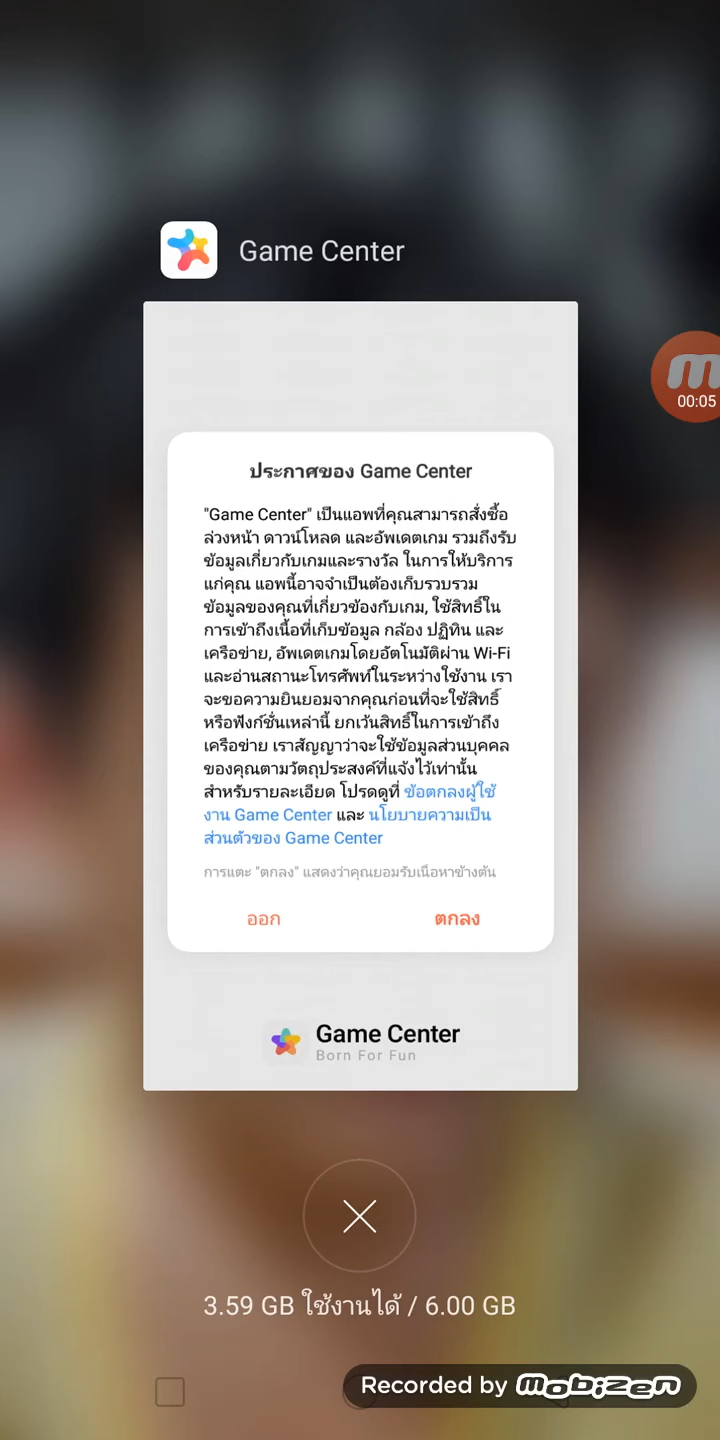 Game Center
00:05
ประกาศของ Game Center
"Game Center" เป็นแอพที่คุณสามารถสั่งซื้อ
ล่วงหน้า ดาวน์โหลด และอัพเดตเกม รวมถึงรับ
ข้อมูลเกี่ยวกับเกมและรางวัล ในการให้บริการ
แก่คุณ แอพนี้อาจจำเป็นต้องเก็บรวบรวม
ข้อมูลของคุณที่เกี่ยวข้องกับเกม, ใช้สิทธิ์ใน
การเข้าถึงเนื้อที่เก็บข้อมูล กล้อง ปฏิทิน และ
เครือข่าย, อัพเดตเกมโดยอัตโนมัติผ่าน Wi-Fi
และอ่านสถานะโทรศัพท์ในระหว่างใช้งาน เรา
จะขอความยินยอมจากคุณก่อนที่จะใช้สิทธิ์
หรือฟังก์ชั่นเหล่านี้ ยกเว้นสิทธิ์ในการเข้าถึง
เครือข่าย เราสัญญาว่าจะใช้ข้อมูลส่วนบุคคล
ของคุณตามวัตถุประสงค์ที่แจ้งไว้เท่านั้น
สำหรับรายละเอียด โปรดดูที่ ข้อตกลงผู้ใช้
งาน Game Center และ นโยบายความเป็น
ส่วนตัวของ Game Center
การแตะ "ตกลง" แสดงว่าคุณยอมรับเนื้อหาข้างต้น
ออก ตกลง
Game Center
Born For Fun
3.59 GB ใช้งานได้ / 6.00 GB
Recorded by mobizen